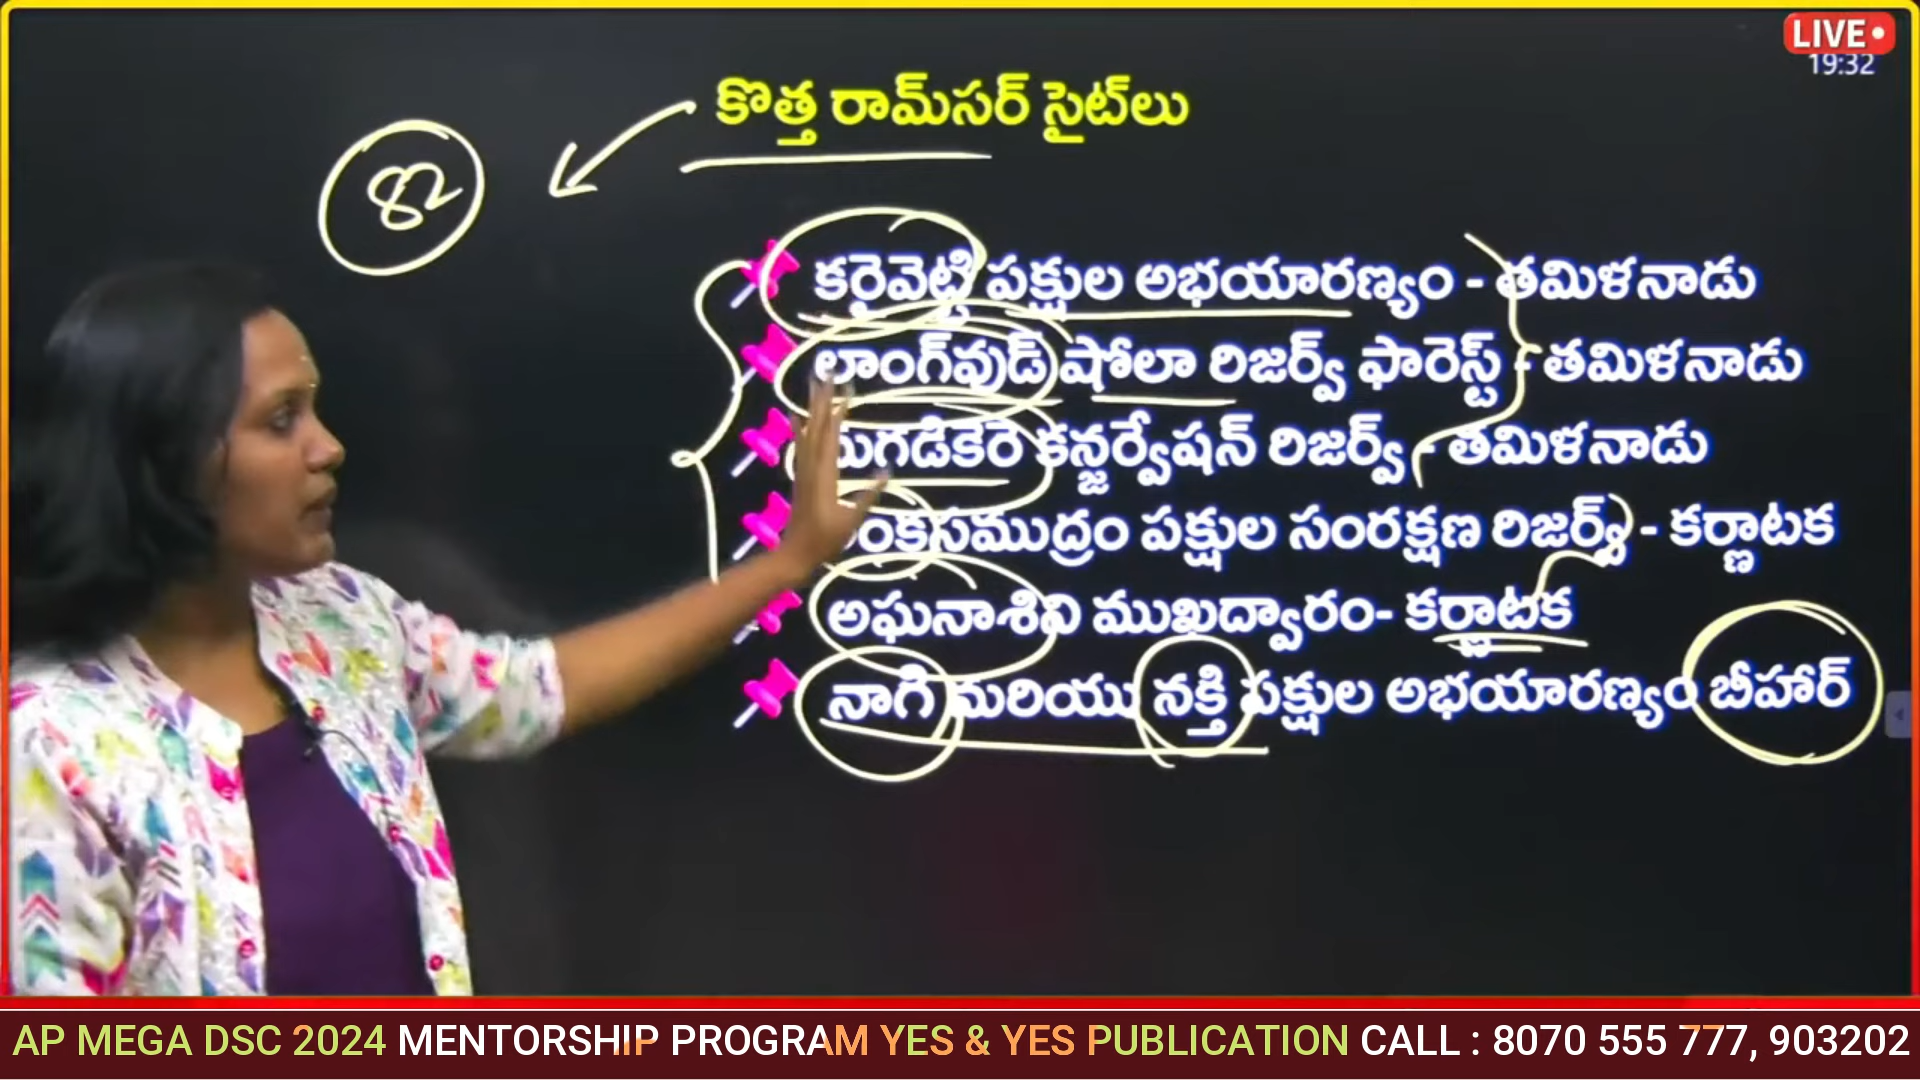 LIVE
19:32
కొత్త రామ్‌సర్ సైట్‌లు
82
కరైవెట్టి పక్షుల అభయారణ్యం - తమిళనాడు
లాంగ్‌వుడ్ షోలా రిజర్వ్ ఫారెస్ట్ - తమిళనాడు
కన్జర్వేషన్ రిజర్వ్ - తమిళనాడు
పక్షుల సంరక్షణ రిజర్వ్ - కర్ణాటక
అఘనాశివి ముఖద్వారం- కర్ణాటక
నాగి మరియు నక్తి పక్షుల అభయారణ్యం బీహార్
AP MEGA DSC 2024 MENTORSHIP PROGRAM YES & YES PUBLICATION CALL : 8070 555 777, 903202